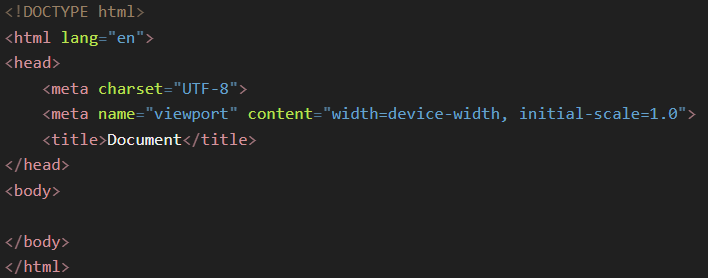 <!DOCTYPE html>
<html lang="en">
<head>
    <meta charset="UTF-8">
    <meta name="viewport" content="width=device-width, initial-scale=1.0">
    <title>Document</title>
</head>
<body>

</body>
</html>